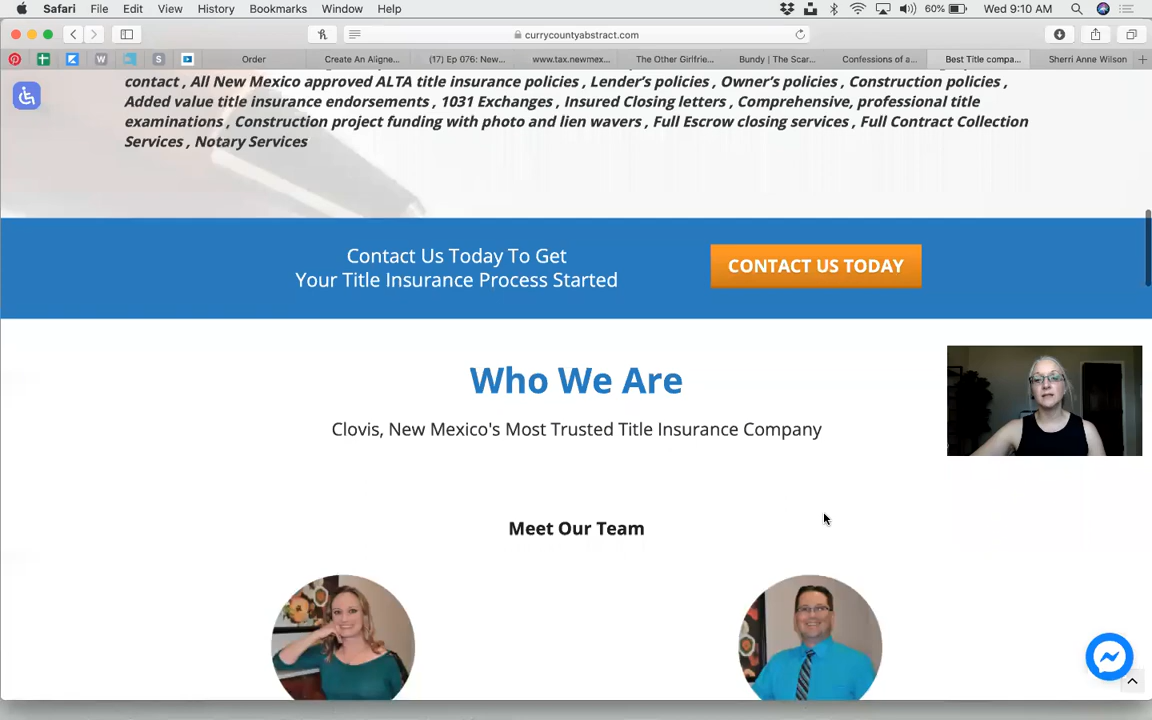 Safari File Edit View History Bookmarks Window Help 60% Wed 9:10 AM
currycountyabstract.com
W S Order Create An Aligne... (17) Ep 076: New... www.tax.newmex... The Other Girlfrie... Bundy | The Scar... Confessions of a... Best Title compa... Sherri Anne Wilson
contact , All New Mexico approved ALTA title insurance policies , Lender's policies , Owner's policies , Construction policies ,
Added value title insurance endorsements , 1031 Exchanges , Insured Closing letters , Comprehensive, professional title
examinations , Construction project funding with photo and lien wavers , Full Escrow closing services , Full Contract Collection
Services , Notary Services
Contact Us Today To Get
Your Title Insurance Process Started
CONTACT US TODAY
Who We Are
Clovis, New Mexico's Most Trusted Title Insurance Company
Meet Our Team